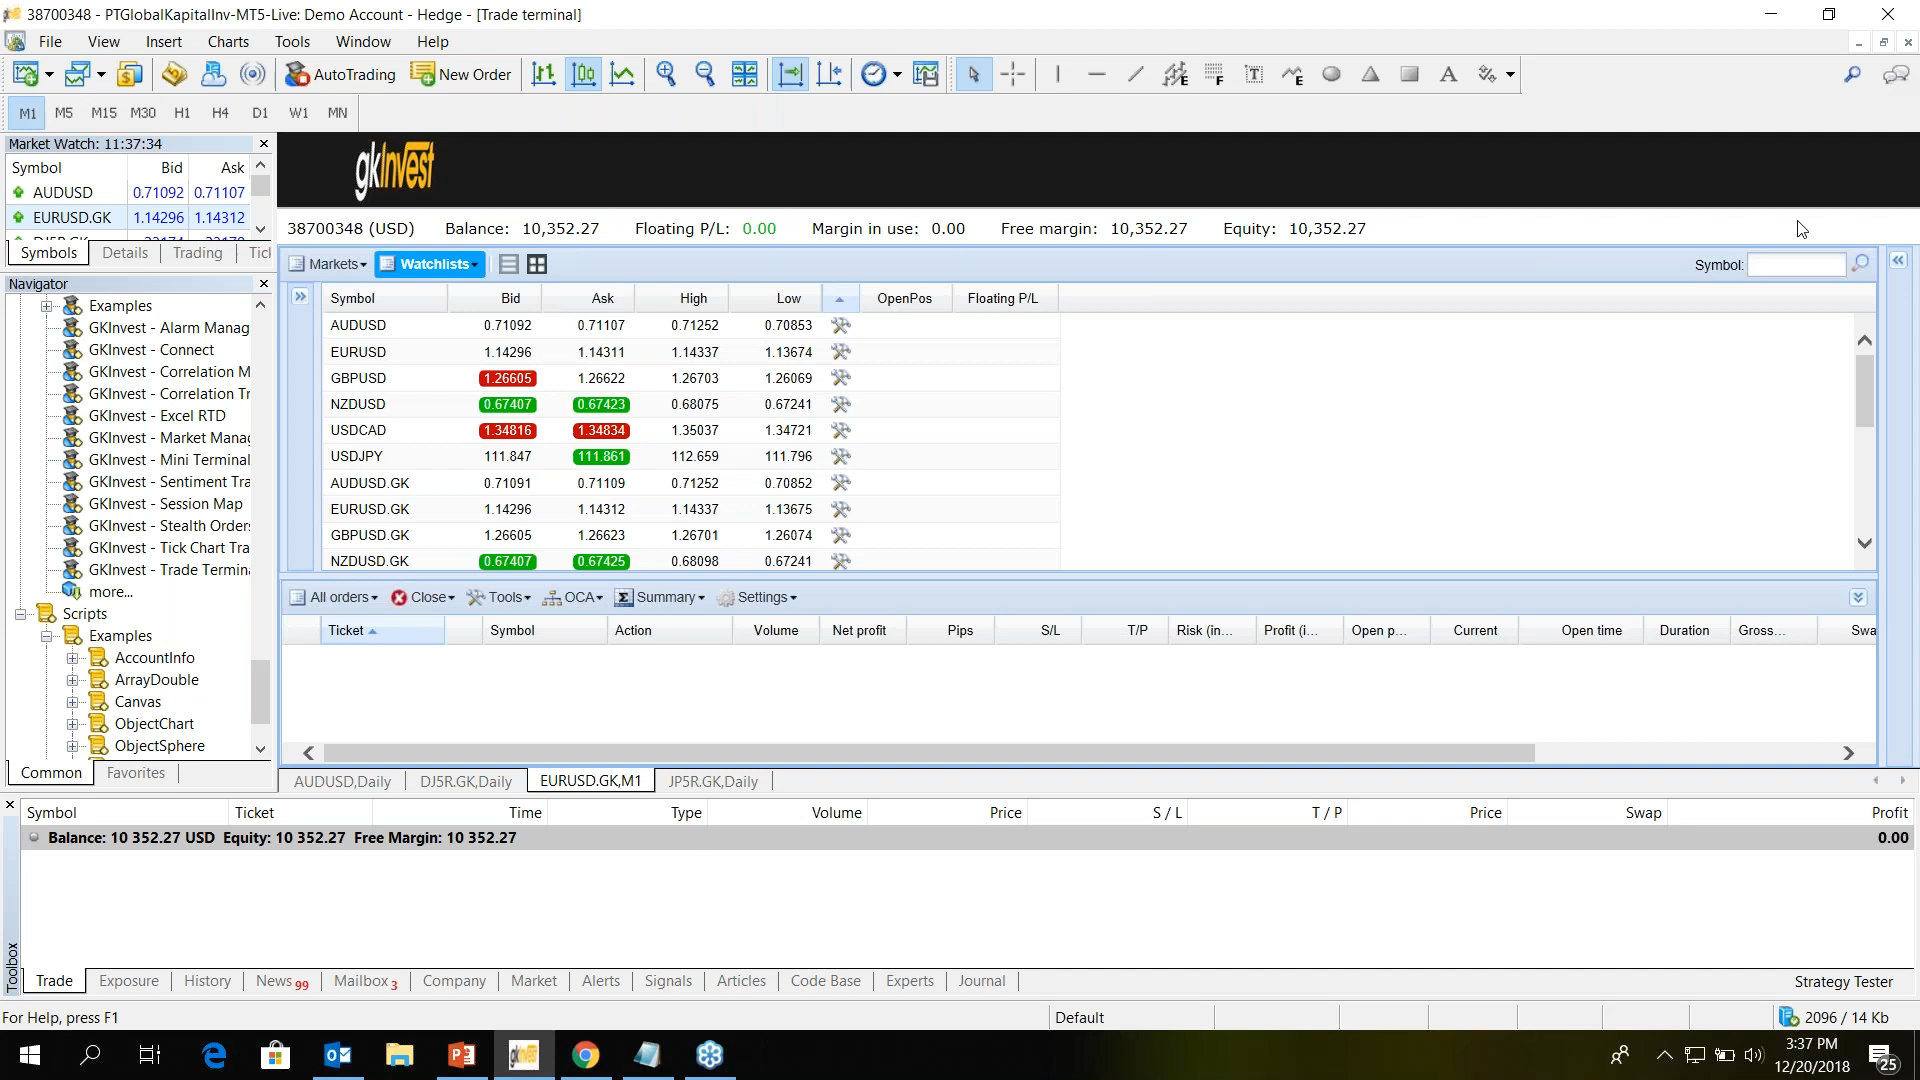 38700348 - PTGlobalKapitalInv-MT5-Live: Demo Account - Hedge - [Trade terminal]
File View Insert Charts Tools Window Help
AutoTrading New Order
M1 M5 M15 M30 H1 H4 D1 W1 MN
Market Watch: 11:37:34
Symbol Bid Ask
AUDUSD 0.71092 0.71107
EURUSD.GK 1.14296 1.14312
Symbols Details Trading Tick
Navigator
Examples
GKInvest - Alarm Manag
GKInvest - Connect
GKInvest - Correlation M
GKInvest - Correlation Tr
GKInvest - Excel RTD
GKInvest - Market Manag
GKInvest - Mini Terminal
GKInvest - Sentiment Tra
GKInvest - Session Map
GKInvest - Stealth Orders
GKInvest - Tick Chart Tra
GKInvest - Trade Termina
more...
Scripts
Examples
AccountInfo
ArrayDouble
Canvas
ObjectChart
ObjectSphere
Common Favorites
gkInvest
38700348 (USD) Balance: 10,352.27 Floating P/L: 0.00 Margin in use: 0.00 Free margin: 10,352.27 Equity: 10,352.27
Markets Watchlists Symbol:
Symbol Bid Ask High Low OpenPos Floating P/L
AUDUSD 0.71092 0.71107 0.71252 0.70853
EURUSD 1.14296 1.14311 1.14337 1.13674
GBPUSD 1.26605 1.26622 1.26703 1.26069
NZDUSD 0.67407 0.67423 0.68075 0.67241
USDCAD 1.34816 1.34834 1.35037 1.34721
USDJPY 111.847 111.861 112.659 111.796
AUDUSD.GK 0.71091 0.71109 0.71252 0.70852
EURUSD.GK 1.14296 1.14312 1.14337 1.13675
GBPUSD.GK 1.26605 1.26623 1.26701 1.26074
NZDUSD.GK 0.67407 0.67425 0.68098 0.67241
All orders Close Tools OCA Summary Settings
Ticket Symbol Action Volume Net profit Pips S/L T/P Risk (in... Profit (i... Open p... Current Open time Duration Gross... Swa
AUDUSD,Daily DJ5R.GK,Daily EURUSD.GK,M1 JP5R.GK,Daily
Symbol Ticket Time Type Volume Price S / L T / P Price Swap Profit
Balance: 10 352.27 USD Equity: 10 352.27 Free Margin: 10 352.27 0.00
Toolbox
Trade Exposure History News 99 Mailbox 3 Company Market Alerts Signals Articles Code Base Experts Journal Strategy Tester
For Help, press F1 Default 2096 / 14 Kb
3:37 PM
12/20/2018
25